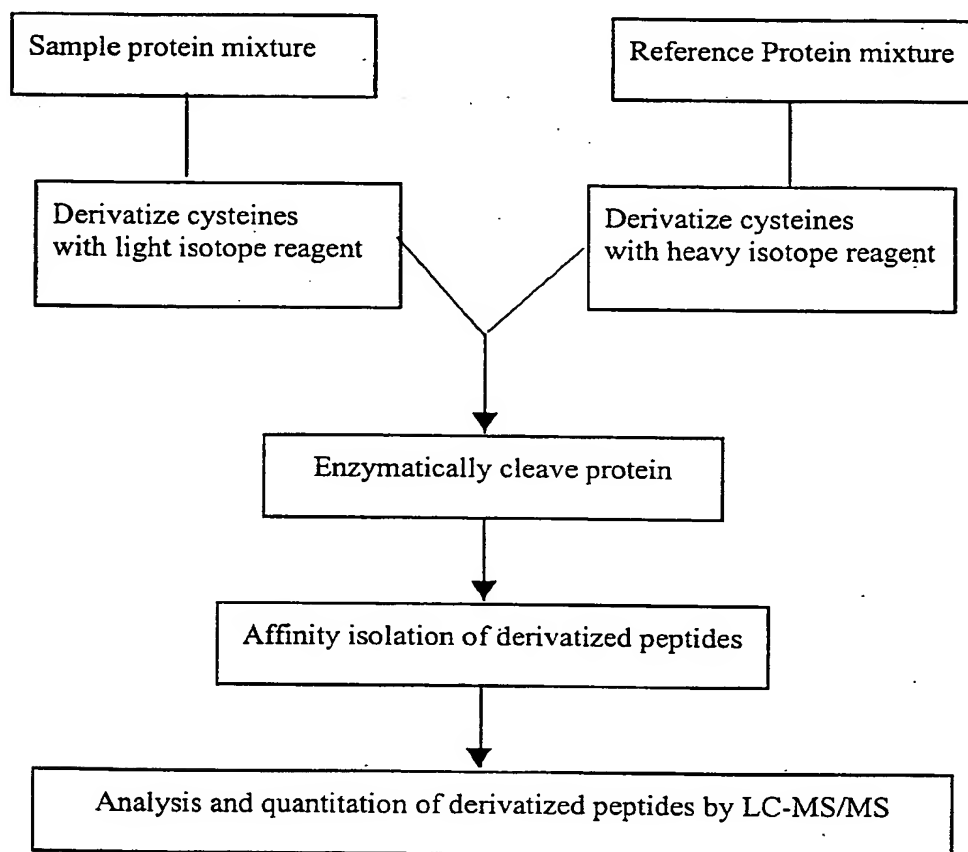 Sample protein mixture
Reference Protein mixture
Derivatize cysteines
with light isotope reagent
Derivatize cysteines
with heavy isotope reagent
Enzymatically cleave protein
Affinity isolation of derivatized peptides
Analysis and quantitation of derivatized peptides by LC-MS/MS